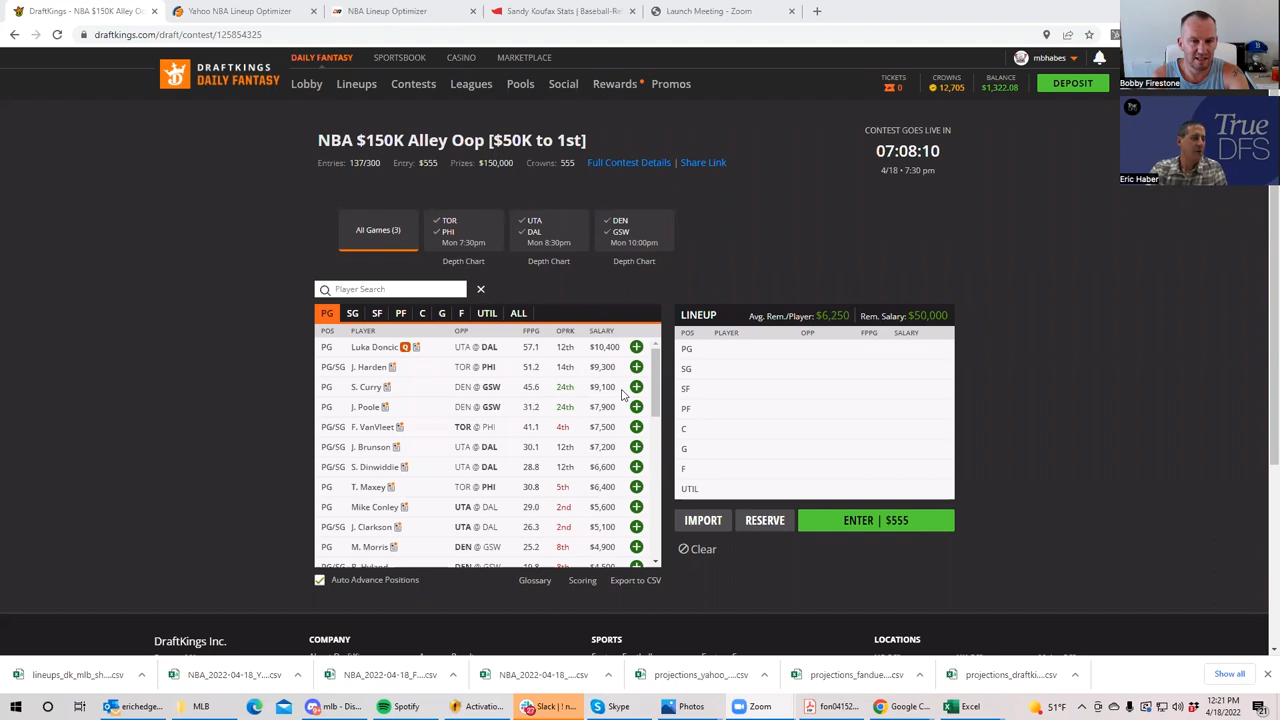 DraftKings - NBA $150K Alley Oo
Yahoo NBA Lineup Optimizer
NBA Lineup Optimizer
Sandy Koufax Stats | Baseball-Re
Launch Meeting - Zoom
draftkings.com/draft/contest/125854325
DAILY FANTASY SPORTSBOOK CASINO MARKETPLACE
mbhabes
DRAFTKINGS
DAILY FANTASY
Lobby Lineups Contests Leagues Pools Social Rewards Promos
TICKETS 0
CROWNS 12,705
BALANCE $1,322.08
DEPOSIT
Bobby Firestone
True DFS
True
DFS
Eric Haber
NBA $150K Alley Oop [$50K to 1st]
Entries: 137/300 Entry: $555 Prizes: $150,000 Crowns: 555 Full Contest Details | Share Link
CONTEST GOES LIVE IN
07:08:10
4/18 • 7:30 pm
All Games (3)
TOR
PHI
Mon 7:30pm
UTA
DAL
Mon 8:30pm
DEN
GSW
Mon 10:00pm
Depth Chart Depth Chart Depth Chart
Player Search
PG SG SF PF C G F UTIL ALL
POS PLAYER OPP FPPG OPRK SALARY
PG Luka Doncic Q UTA @ DAL 57.1 12th $10,400
PG/SG J. Harden TOR @ PHI 51.2 14th $9,300
PG S. Curry DEN @ GSW 45.6 24th $9,100
PG J. Poole DEN @ GSW 31.2 24th $7,900
PG/SG F. VanVleet TOR @ PHI 41.1 4th $7,500
PG/SG J. Brunson UTA @ DAL 30.1 12th $7,200
PG/SG S. Dinwiddie UTA @ DAL 28.8 12th $6,600
PG T. Maxey TOR @ PHI 30.8 5th $6,400
PG Mike Conley UTA @ DAL 29.0 2nd $5,600
PG/SG J. Clarkson UTA @ DAL 26.3 2nd $5,100
PG M. Morris DEN @ GSW 25.2 8th $4,900
Auto Advance Positions
Glossary Scoring Export to CSV
LINEUP Avg. Rem./Player: $6,250 Rem. Salary: $50,000
POS PLAYER OPP FPPG SALARY
PG
SG
SF
PF
C
G
F
UTIL
IMPORT RESERVE ENTER | $555
Clear
DraftKings Inc. COMPANY SPORTS LOCATIONS
lineups_dk_mlb_sh....csv
NBA_2022-04-18_Y....csv
NBA_2022-04-18_F....csv
NBA_2022-04-18_....csv
projections_yahoo_....csv
projections_fandue....csv
projections_draftki....csv
Show all
erichedge...
MLB
mlb - Dis...
Spotify
Activation...
Slack | ! n...
Skype
Photos
Zoom
fon04152...
Google C...
Excel
51°F
12:21 PM
4/18/2022